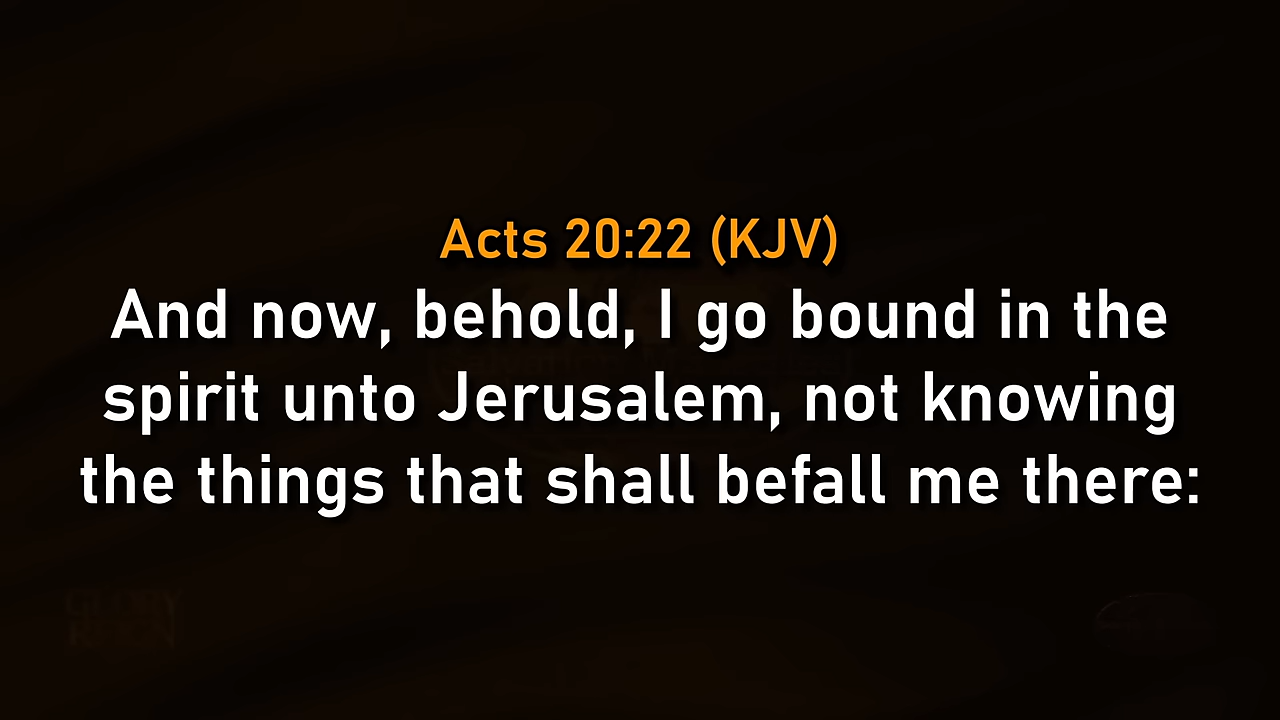 Acts 20:22 (KJV)
And now, behold, I go bound in the
spirit unto Jerusalem, not knowing
the things that shall befall me there: